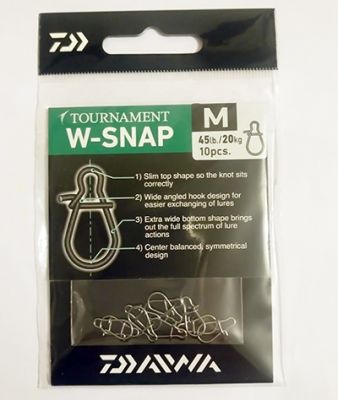 TOURNAMENT
W-SNAP
M
45lb./20kg
10pcs.
1) Slim top shape so the knot sits
correctly
2) Wide angled hook design for
easier exchanging of lures
3) Extra wide bottom shape brings
out the full spectrum of lure
actions
4) Center balanced, symmetrical
design
DAIWA